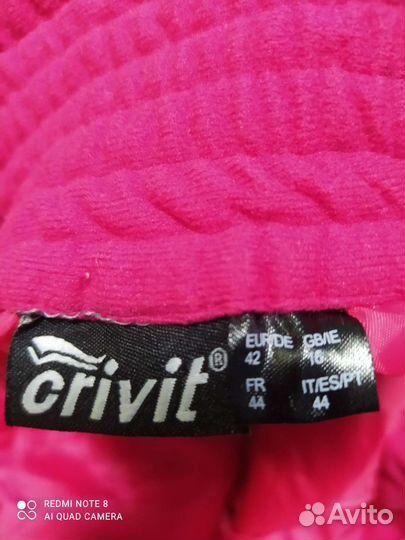 crivit®
EUR/DE GB/IE
42 16
FR IT/ES/PT
44 44
REDMI NOTE 8
AI QUAD CAMERA
Avito